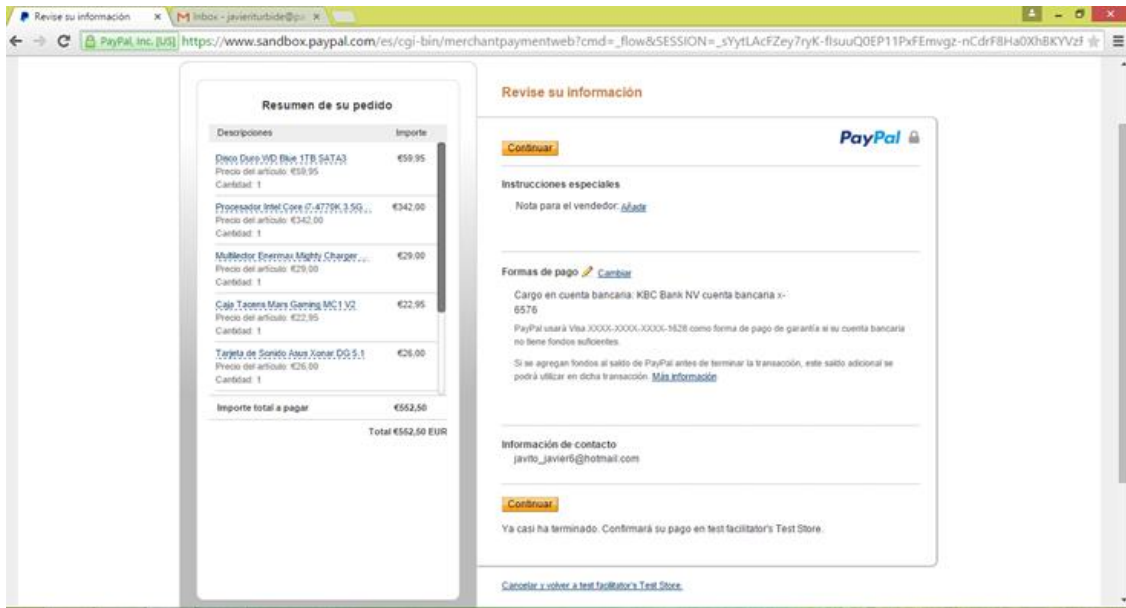 Revise su información
Inbox - javieriturbide@
PayPal, Inc. [US] https://www.sandbox.paypal.com/es/cgi-bin/merchantpaymentweb?cmd=_flow&SESSION=
Resumen de su pedido
Descripciones Importe
Disco Duro WD Blue 1TB SATA3 €59,95
Precio del artículo: €59,95
Cantidad: 1
Procesador Intel Core i7-4770K 3.5G... €342,00
Precio del artículo: €342,00
Cantidad: 1
Multilector Enermax Mighty Charger ... €29,00
Precio del artículo: €29,00
Cantidad: 1
Caja Tacens Mars Gaming MC1 V2 €22,95
Precio del artículo: €22,95
Cantidad: 1
Tarjeta de Sonido Asus Xonar DG 5.1 €26,00
Precio del artículo: €26,00
Cantidad: 1
Importe total a pagar €552,50
Total €552,50 EUR
Revise su información
PayPal
Continuar
Instrucciones especiales
Nota para el vendedor: Añadir
Formas de pago Cambiar
Cargo en cuenta bancaria: KBC Bank NV cuenta bancaria x-
6576
PayPal usará Visa XXXX-XXXX-XXXX-1628 como forma de pago de garantía si su cuenta bancaria
no tiene fondos suficientes.
Si se agregan fondos al saldo de PayPal antes de terminar la transacción, este saldo adicional se
podrá utilizar en dicha transacción. Más información
Información de contacto
javito_javier6@hotmail.com
Continuar
Ya casi ha terminado. Confirmará su pago en test facilitator's Test Store.
Cancelar y volver a test facilitator's Test Store.